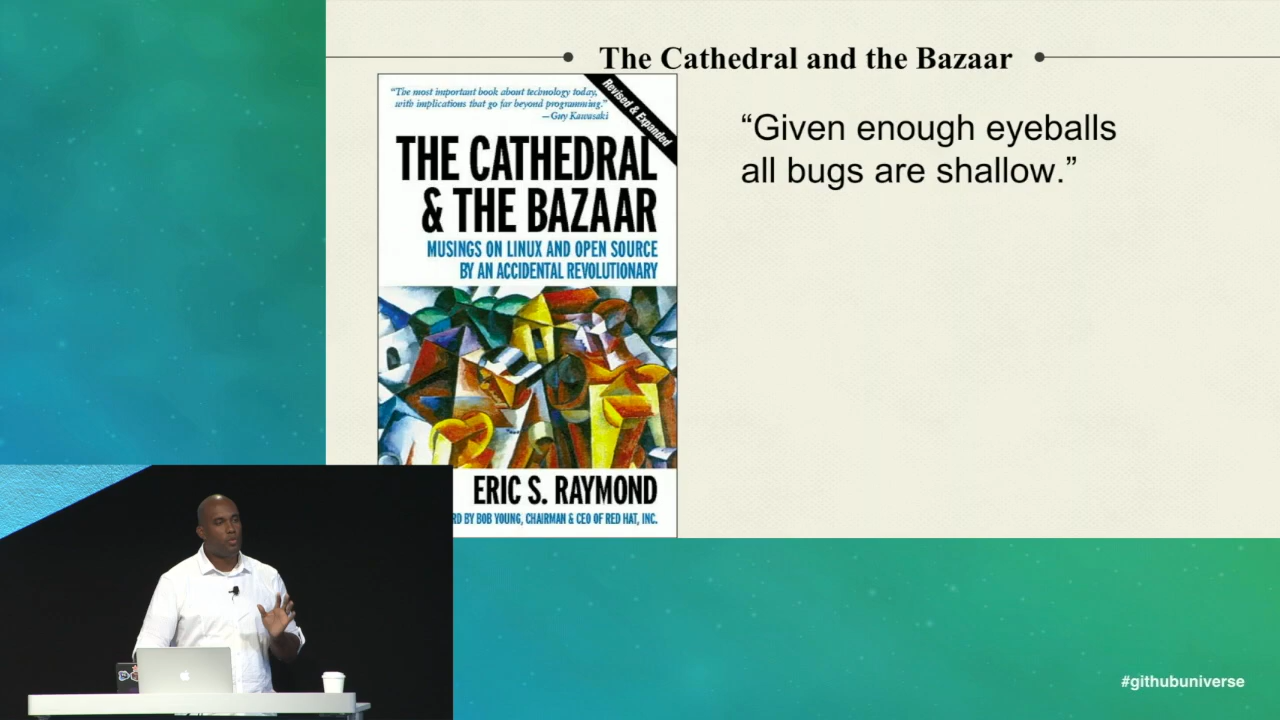 The Cathedral and the Bazaar
"The most important book about technology today,
with implications that go far beyond programming."
—Guy Kawasaki
Revised & Expanded
THE CATHEDRAL
& THE BAZAAR
MUSINGS ON LINUX AND OPEN SOURCE
BY AN ACCIDENTAL REVOLUTIONARY
ERIC S. RAYMOND
BY BOB YOUNG, CHAIRMAN & CEO OF RED HAT, INC.
“Given enough eyeballs
all bugs are shallow.”
#githubuniverse